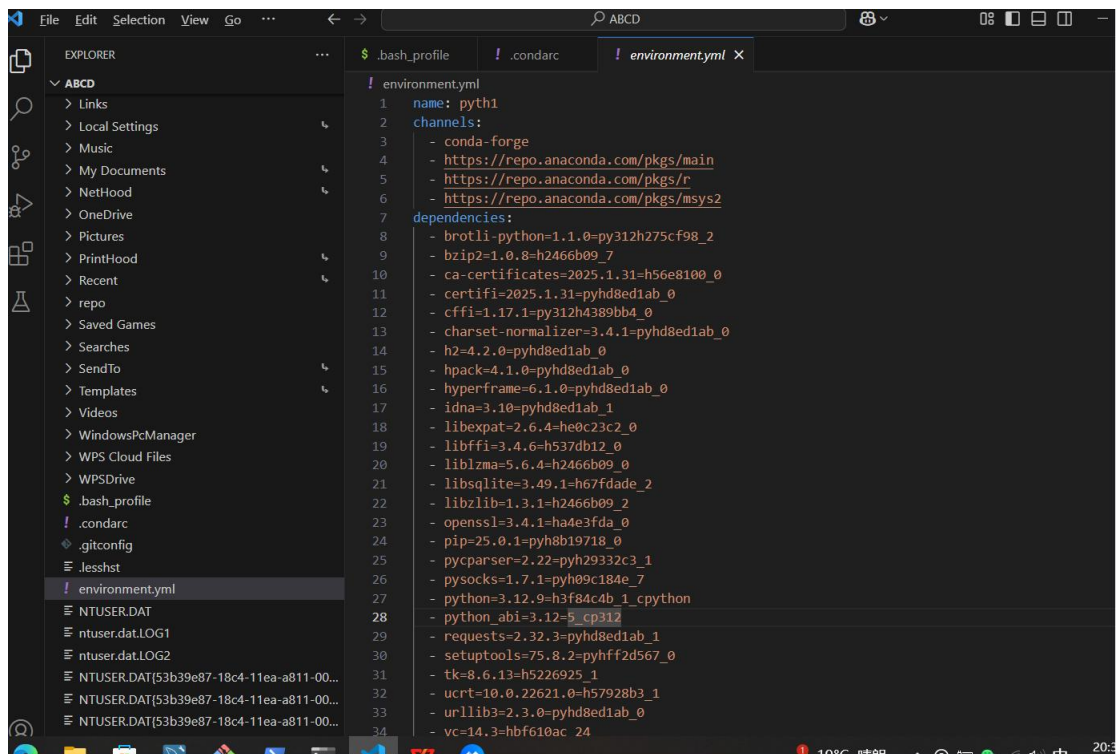 File Edit Selection View Go ··· ABCD
EXPLORER ···
ABCD
Links
Local Settings
Music
My Documents
NetHood
OneDrive
Pictures
PrintHood
Recent
repo
Saved Games
Searches
SendTo
Templates
Videos
WindowsPcManager
WPS Cloud Files
WPSDrive
$ .bash_profile
! .condarc
.gitconfig
.lesshst
! environment.yml
NTUSER.DAT
ntuser.dat.LOG1
ntuser.dat.LOG2
NTUSER.DAT{53b39e87-18c4-11ea-a811-00...
NTUSER.DAT{53b39e87-18c4-11ea-a811-00...
NTUSER.DAT{53b39e87-18c4-11ea-a811-00...
$ .bash_profile ! .condarc ! environment.yml
! environment.yml
1 name: pyth1
2 channels:
3 - conda-forge
4 - https://repo.anaconda.com/pkgs/main
5 - https://repo.anaconda.com/pkgs/r
6 - https://repo.anaconda.com/pkgs/msys2
7 dependencies:
8 - brotli-python=1.1.0=py312h275cf98_2
9 - bzip2=1.0.8=h2466b09_7
10 - ca-certificates=2025.1.31=h56e8100_0
11 - certifi=2025.1.31=pyhd8ed1ab_0
12 - cffi=1.17.1=py312h4389bb4_0
13 - charset-normalizer=3.4.1=pyhd8ed1ab_0
14 - h2=4.2.0=pyhd8ed1ab_0
15 - hpack=4.1.0=pyhd8ed1ab_0
16 - hyperframe=6.1.0=pyhd8ed1ab_0
17 - idna=3.10=pyhd8ed1ab_1
18 - libexpat=2.6.4=he0c23c2_0
19 - libffi=3.4.6=h537db12_0
20 - liblzma=5.6.4=h2466b09_0
21 - libsqlite=3.49.1=h67fdade_2
22 - libzlib=1.3.1=h2466b09_2
23 - openssl=3.4.1=ha4e3fda_0
24 - pip=25.0.1=pyh8b19718_0
25 - pycparser=2.22=pyh29332c3_1
26 - pysocks=1.7.1=pyh09c184e_7
27 - python=3.12.9=h3f84c4b_1_cpython
28 - python_abi=3.12=5_cp312
29 - requests=2.32.3=pyhd8ed1ab_1
30 - setuptools=75.8.2=pyhff2d567_0
31 - tk=8.6.13=h5226925_1
32 - ucrt=10.0.22621.0=h57928b3_1
33 - urllib3=2.3.0=pyhd8ed1ab_0
34 - vc=14.3=hbf610ac_24